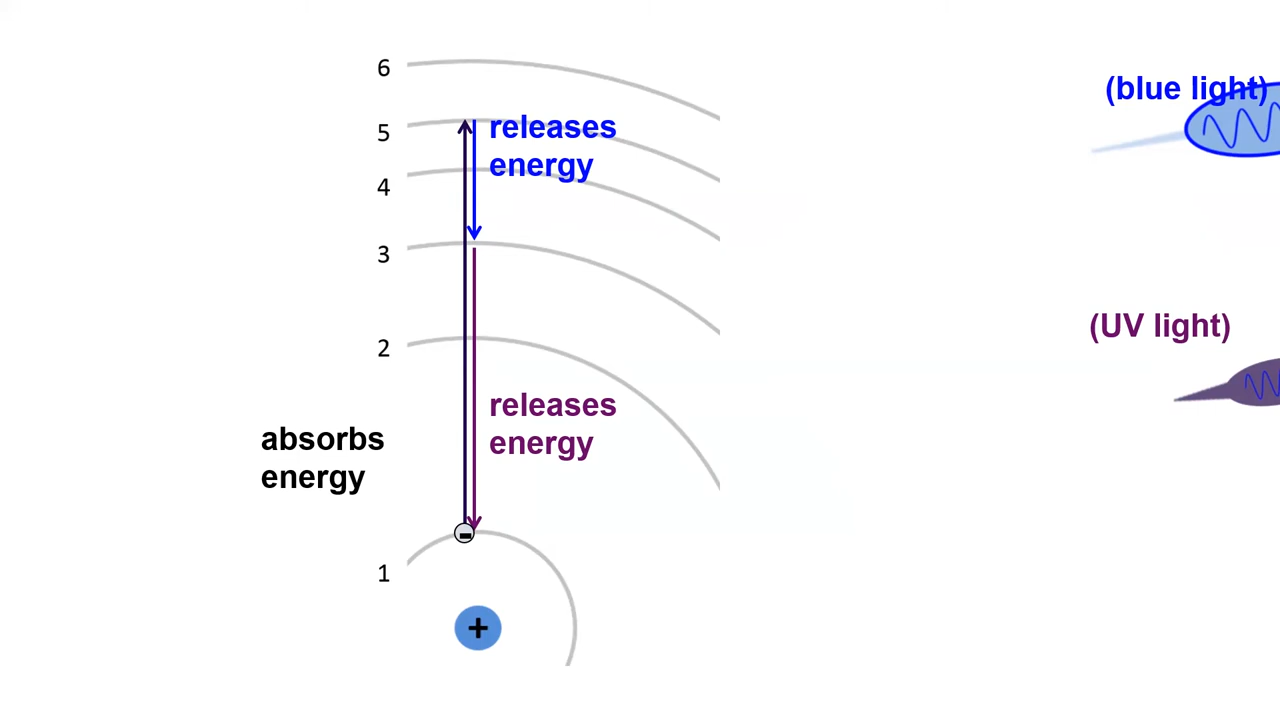 6
(blue light)
5
releases
energy
4
3
(UV light)
2
releases
energy
absorbs
energy
-
1
+